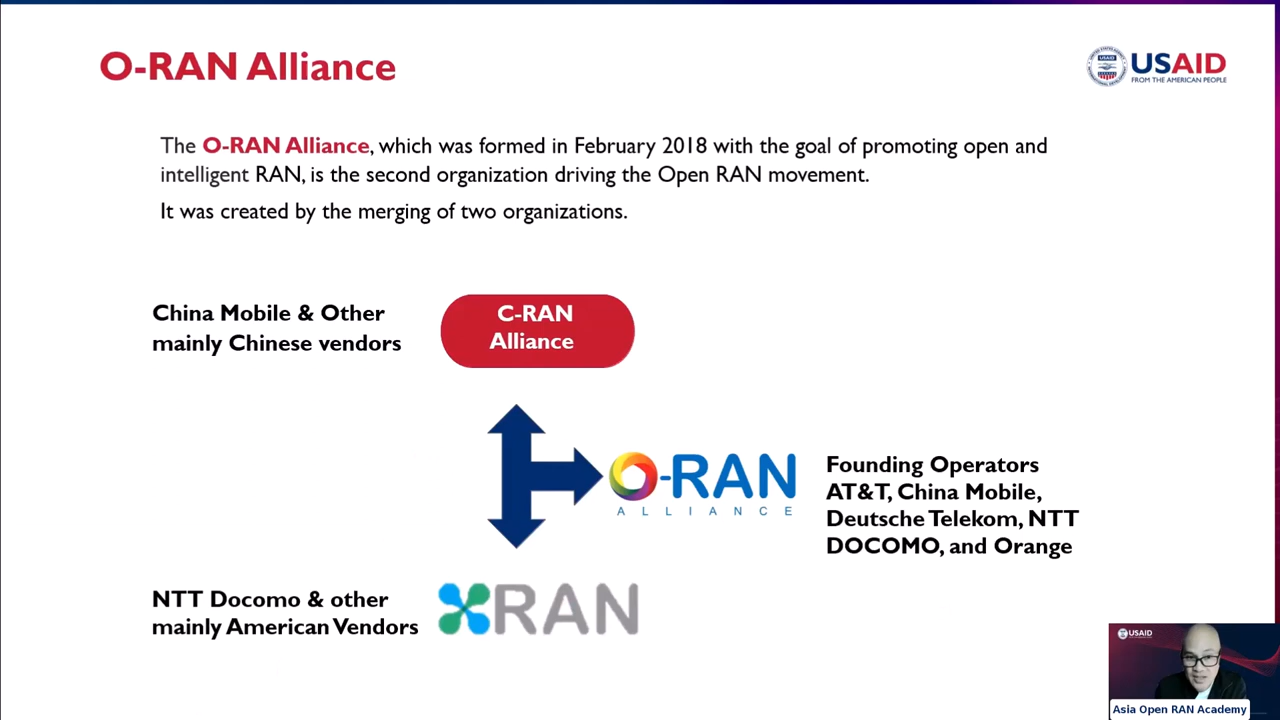 O-RAN Alliance
USAID
FROM THE AMERICAN PEOPLE
The O-RAN Alliance, which was formed in February 2018 with the goal of promoting open and
intelligent RAN, is the second organization driving the Open RAN movement.
It was created by the merging of two organizations.
China Mobile & Other
mainly Chinese vendors
C-RAN
Alliance
O-RAN
ALLIANCE
Founding Operators
AT&T, China Mobile,
Deutsche Telekom, NTT
DOCOMO, and Orange
NTT Docomo & other
mainly American Vendors
XRAN
USAID
Asia Open RAN Academy